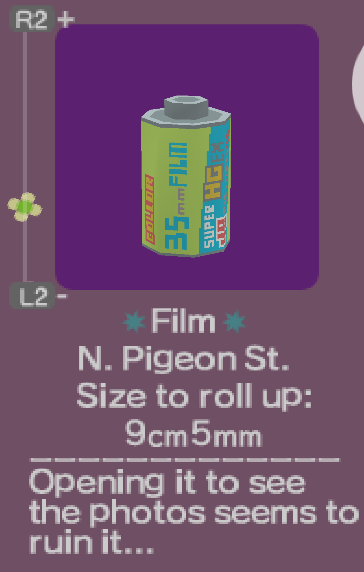 R2 +
COLOR
35mm FILM
SUPER HG
L2 -
Film
N. Pigeon St.
Size to roll up:
9cm5mm
Opening it to see
the photos seems to
ruin it...